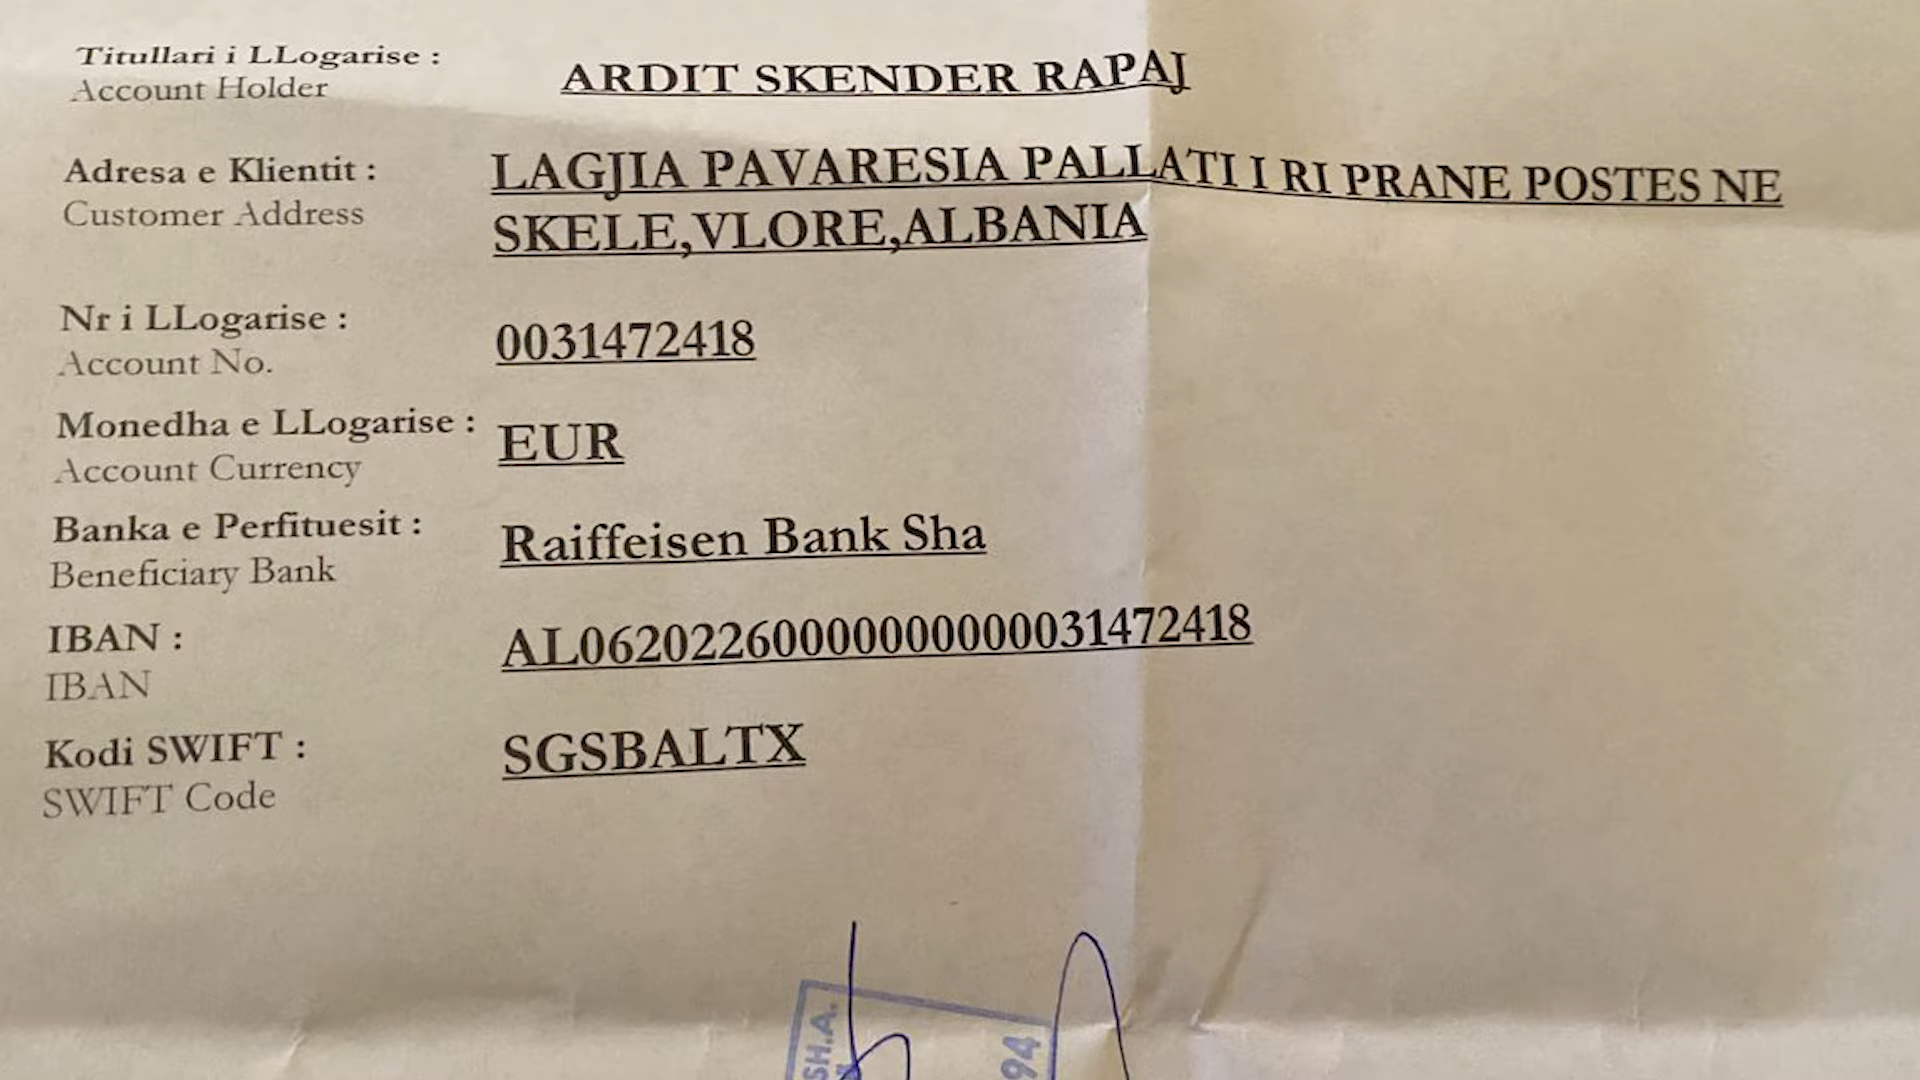 Titullari i LLogarise :
Account Holder
ARDIT SKENDER RAPAJ
Adresa e Klientit :
Customer Address
LAGJIA PAVARESIA PALLATI I RI PRANE POSTES NE
SKELE,VLORE,ALBANIA
Nr i LLogarise :
Account No.
0031472418
Monedha e LLogarise :
Account Currency
EUR
Banka e Perfituesit :
Beneficiary Bank
Raiffeisen Bank Sha
IBAN :
IBAN
AL06202260000000000031472418
Kodi SWIFT :
SWIFT Code
SGSBALTX
SH.A.
94